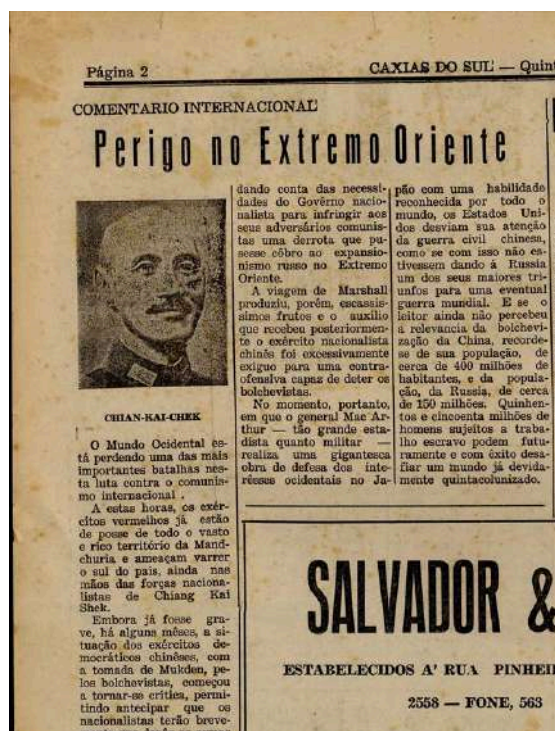 Página 2
CAXIAS DO SUL — Quint
COMENTARIO INTERNACIONAL
Perigo no Extremo Oriente
CHIAN-KAI-CHEK
O Mundo Ocidental es-
tá perdendo uma das mais
importantes batalhas nes-
ta luta contra o comunis-
mo internacional .
A estas horas, os exér-
citos vermelhos já estão
de posse de todo o vasto
e rico território da Mand-
churia e ameaçam varrer
o sul do país, ainda nas
mãos das forças naciona-
listas de Chiang Kai
Shek.
Embora já fosse gra-
ve, há alguns mêses, a si-
tuação dos exércitos de-
mocráticos chinêses, com
a tomada de Mukden, pe-
los bolchevistas, começou
a tornar-se crítica, permi-
tindo antecipar que os
nacionalistas terão breve-
dando conta das necessi-
dades do Govêrno nacio-
nalista para infringir aos
seus adversários comunis-
tas uma derrota que pu-
sesse côbro ao expansio-
nismo russo no Extremo
Oriente.
A viagem de Marshall
produziu, porém, escassis-
simos frutos e o auxílio
que recebeu posteriormen-
te o exército nacionalista
chinês foi excessivamente
exiguo para uma contra-
ofensiva capaz de deter os
bolchevistas.
No momento, portanto,
em que o general Mac Ar-
thur — tão grande esta-
dista quanto militar —
realiza uma gigantesca
obra de defesa dos inte-
rêsses ocidentais no Ja-
pão com uma habilidade
reconhecida por todo o
mundo, os Estados Uni-
dos desviam sua atenção
da guerra civil chinesa,
como se com isso não es-
tivessem dando á Russia
um dos seus maiores tri-
unfos para uma eventual
guerra mundial. E se o
leitor ainda não percebeu
a relevancia da bolchevi-
zação da China, recorde-
se de sua população, de
cerca de 400 milhões de
habitantes, e da popula-
ção, da Russia, de cerca
de 150 milhões. Quinhen-
tos e cincoenta milhões de
homens sujeitos a traba-
lho escravo podem futu-
ramente e com êxito desa-
fiar um mundo já devida-
mente quintacolunizado.
SALVADOR &
ESTABELECIDOS A' RUA PINHEI
2558 — FONE, 563